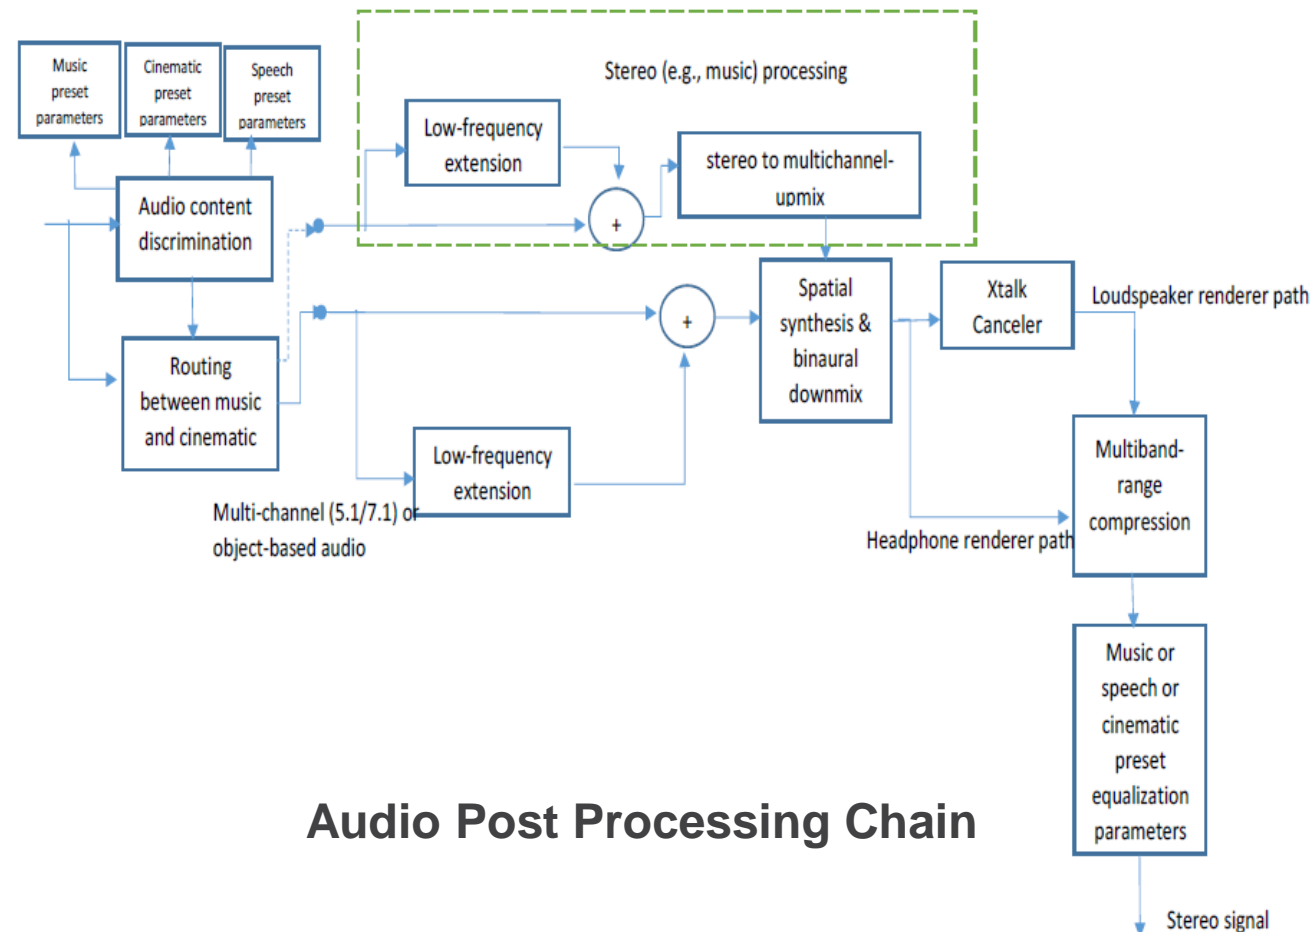 Music
preset
parameters
Cinematic
preset
parameters
Speech
preset
parameters
Stereo (e.g., music) processing
Low-frequency
extension
stereo to multichannel-
upmix
+
Audio content
discrimination
Routing
between music
and cinematic
+
Spatial
synthesis &
binaural
downmix
Xtalk
Canceler
Loudspeaker renderer path
Low-frequency
extension
Multi-channel (5.1/7.1) or
object-based audio
Headphone renderer path
Multiband-
range
compression
Music or
speech or
cinematic
preset
equalization
parameters
Audio Post Processing Chain
Stereo signal